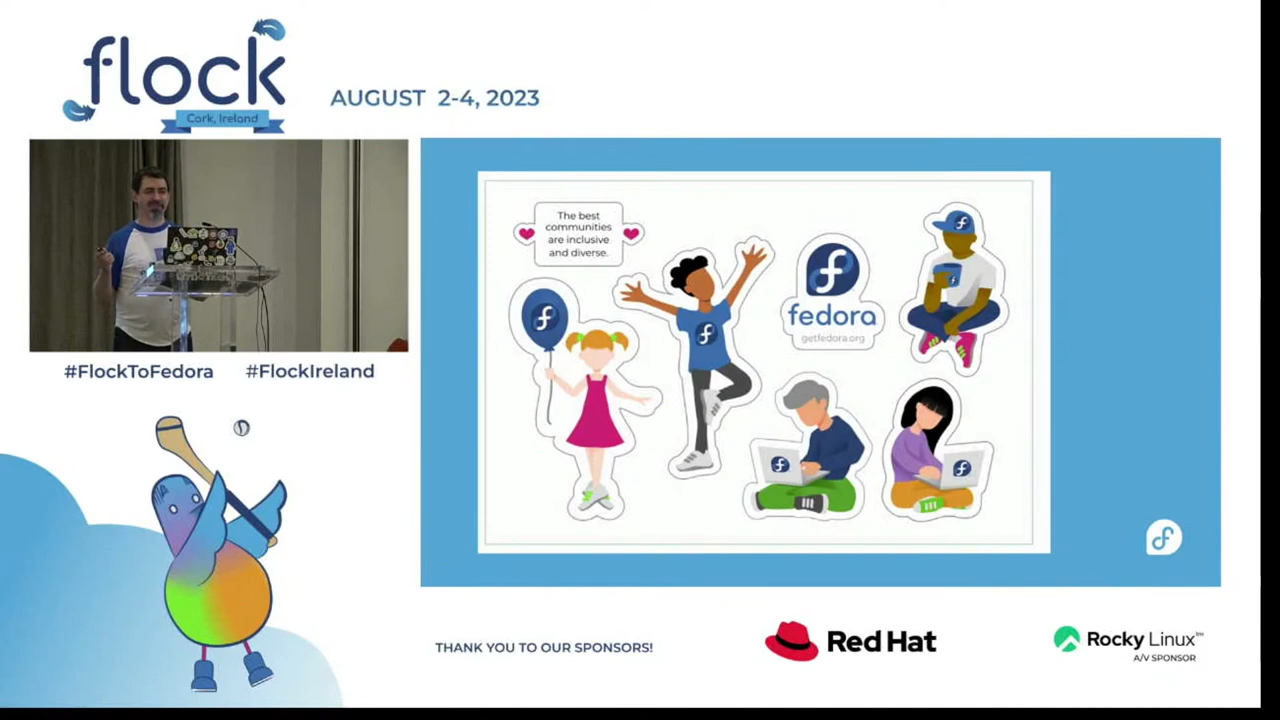 flock
Cork, Ireland
AUGUST 2-4, 2023
#FlockToFedora #FlockIreland
The best
communities
are inclusive
and diverse.
fedora
getfedora.org
THANK YOU TO OUR SPONSORS!
Red Hat
Rocky Linux™
A/V SPONSOR